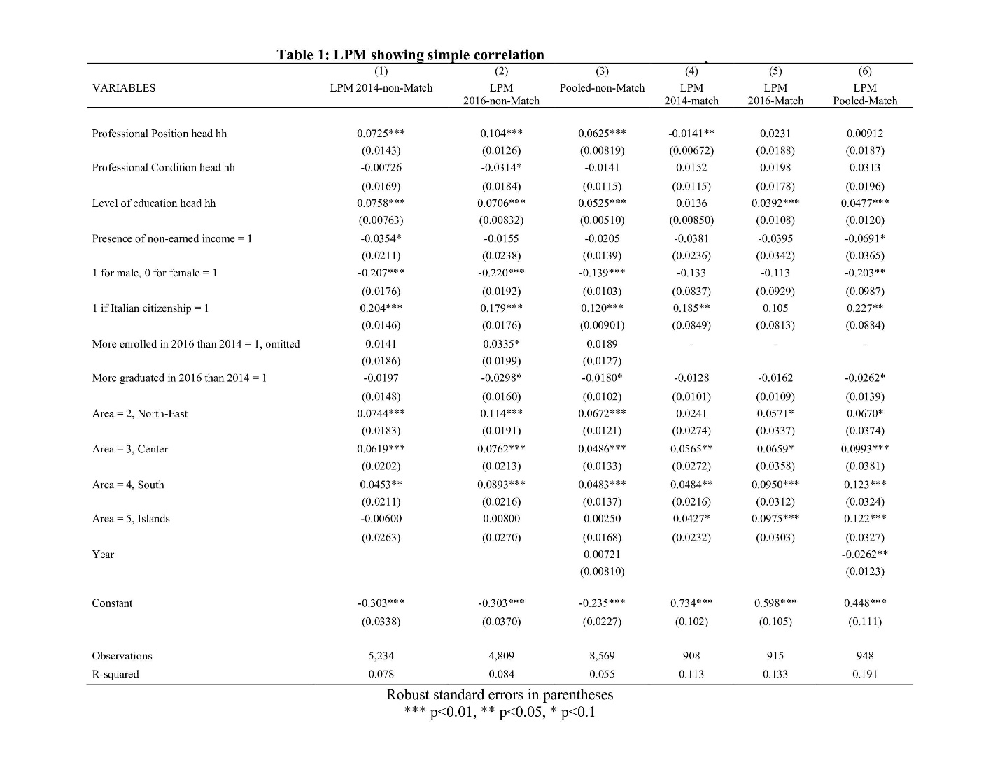 Table 1: LPM showing simple correlation
(1) (2) (3) (4) (5) (6)
VARIABLES LPM 2014-non-Match LPM Pooled-non-Match LPM LPM LPM
2016-non-Match 2014-match 2016-Match Pooled-Match
Professional Position head hh 0.0725*** 0.104*** 0.0625*** -0.0141** 0.0231 0.00912
(0.0143) (0.0126) (0.00819) (0.00672) (0.0188) (0.0187)
Professional Condition head hh -0.00726 -0.0314* -0.0141 0.0152 0.0198 0.0313
(0.0169) (0.0184) (0.0115) (0.0115) (0.0178) (0.0196)
Level of education head hh 0.0758*** 0.0706*** 0.0525*** 0.0136 0.0392*** 0.0477***
(0.00763) (0.00832) (0.00510) (0.00850) (0.0108) (0.0120)
Presence of non-earned income = 1 -0.0354* -0.0155 -0.0205 -0.0381 -0.0395 -0.0691*
(0.0211) (0.0238) (0.0139) (0.0236) (0.0342) (0.0365)
1 for male, 0 for female = 1 -0.207*** -0.220*** -0.139*** -0.133 -0.113 -0.203**
(0.0176) (0.0192) (0.0103) (0.0837) (0.0929) (0.0987)
1 if Italian citizenship = 1 0.204*** 0.179*** 0.120*** 0.185** 0.105 0.227**
(0.0146) (0.0176) (0.00901) (0.0849) (0.0813) (0.0884)
More enrolled in 2016 than 2014 = 1, omitted 0.0141 0.0335* 0.0189 - - -
(0.0186) (0.0199) (0.0127)
More graduated in 2016 than 2014 = 1 -0.0197 -0.0298* -0.0180* -0.0128 -0.0162 -0.0262*
(0.0148) (0.0160) (0.0102) (0.0101) (0.0109) (0.0139)
Area = 2, North-East 0.0744*** 0.114*** 0.0672*** 0.0241 0.0571* 0.0670*
(0.0183) (0.0191) (0.0121) (0.0274) (0.0337) (0.0374)
Area = 3, Center 0.0619*** 0.0762*** 0.0486*** 0.0565** 0.0659* 0.0993***
(0.0202) (0.0213) (0.0133) (0.0272) (0.0358) (0.0381)
Area = 4, South 0.0453** 0.0893*** 0.0483*** 0.0484** 0.0950*** 0.123***
(0.0211) (0.0216) (0.0137) (0.0216) (0.0312) (0.0324)
Area = 5, Islands -0.00600 0.00800 0.00250 0.0427* 0.0975*** 0.122***
(0.0263) (0.0270) (0.0168) (0.0232) (0.0303) (0.0327)
Year 0.00721 -0.0262**
(0.00810) (0.0123)
Constant -0.303*** -0.303*** -0.235*** 0.734*** 0.598*** 0.448***
(0.0338) (0.0370) (0.0227) (0.102) (0.105) (0.111)
Observations 5,234 4,809 8,569 908 915 948
R-squared 0.078 0.084 0.055 0.113 0.133 0.191
Robust standard errors in parentheses
*** p<0.01, ** p<0.05, * p<0.1